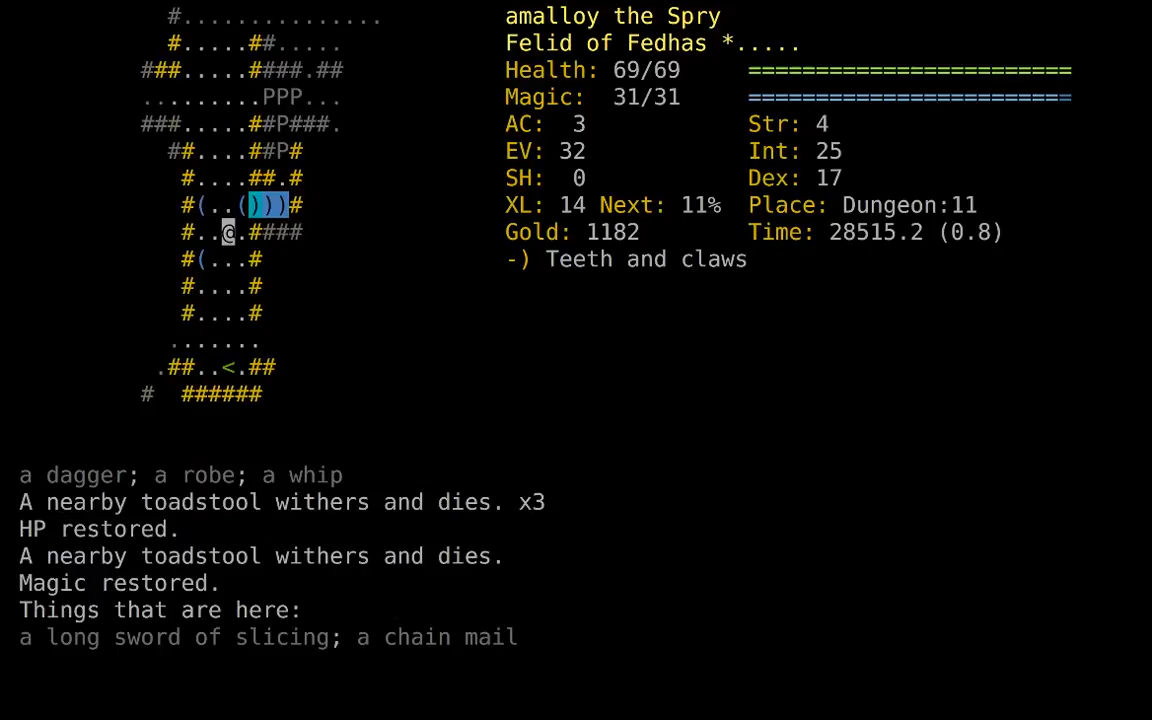 #...............
#.....##.....
###.....####.##
.........PPP...
###.....##P###.
##....##P#
#....##.#
#(..()))#
#..@.####
#(...#
#....#
#....#
.......
.##..<.##
# ######
amalloy the Spry
Felid of Fedhas *.....
Health: 69/69 ========================
Magic: 31/31 ========================
AC: 3 Str: 4
EV: 32 Int: 25
SH: 0 Dex: 17
XL: 14 Next: 11% Place: Dungeon:11
Gold: 1182 Time: 28515.2 (0.8)
-) Teeth and claws
a dagger; a robe; a whip
A nearby toadstool withers and dies. x3
HP restored.
A nearby toadstool withers and dies.
Magic restored.
Things that are here:
a long sword of slicing; a chain mail